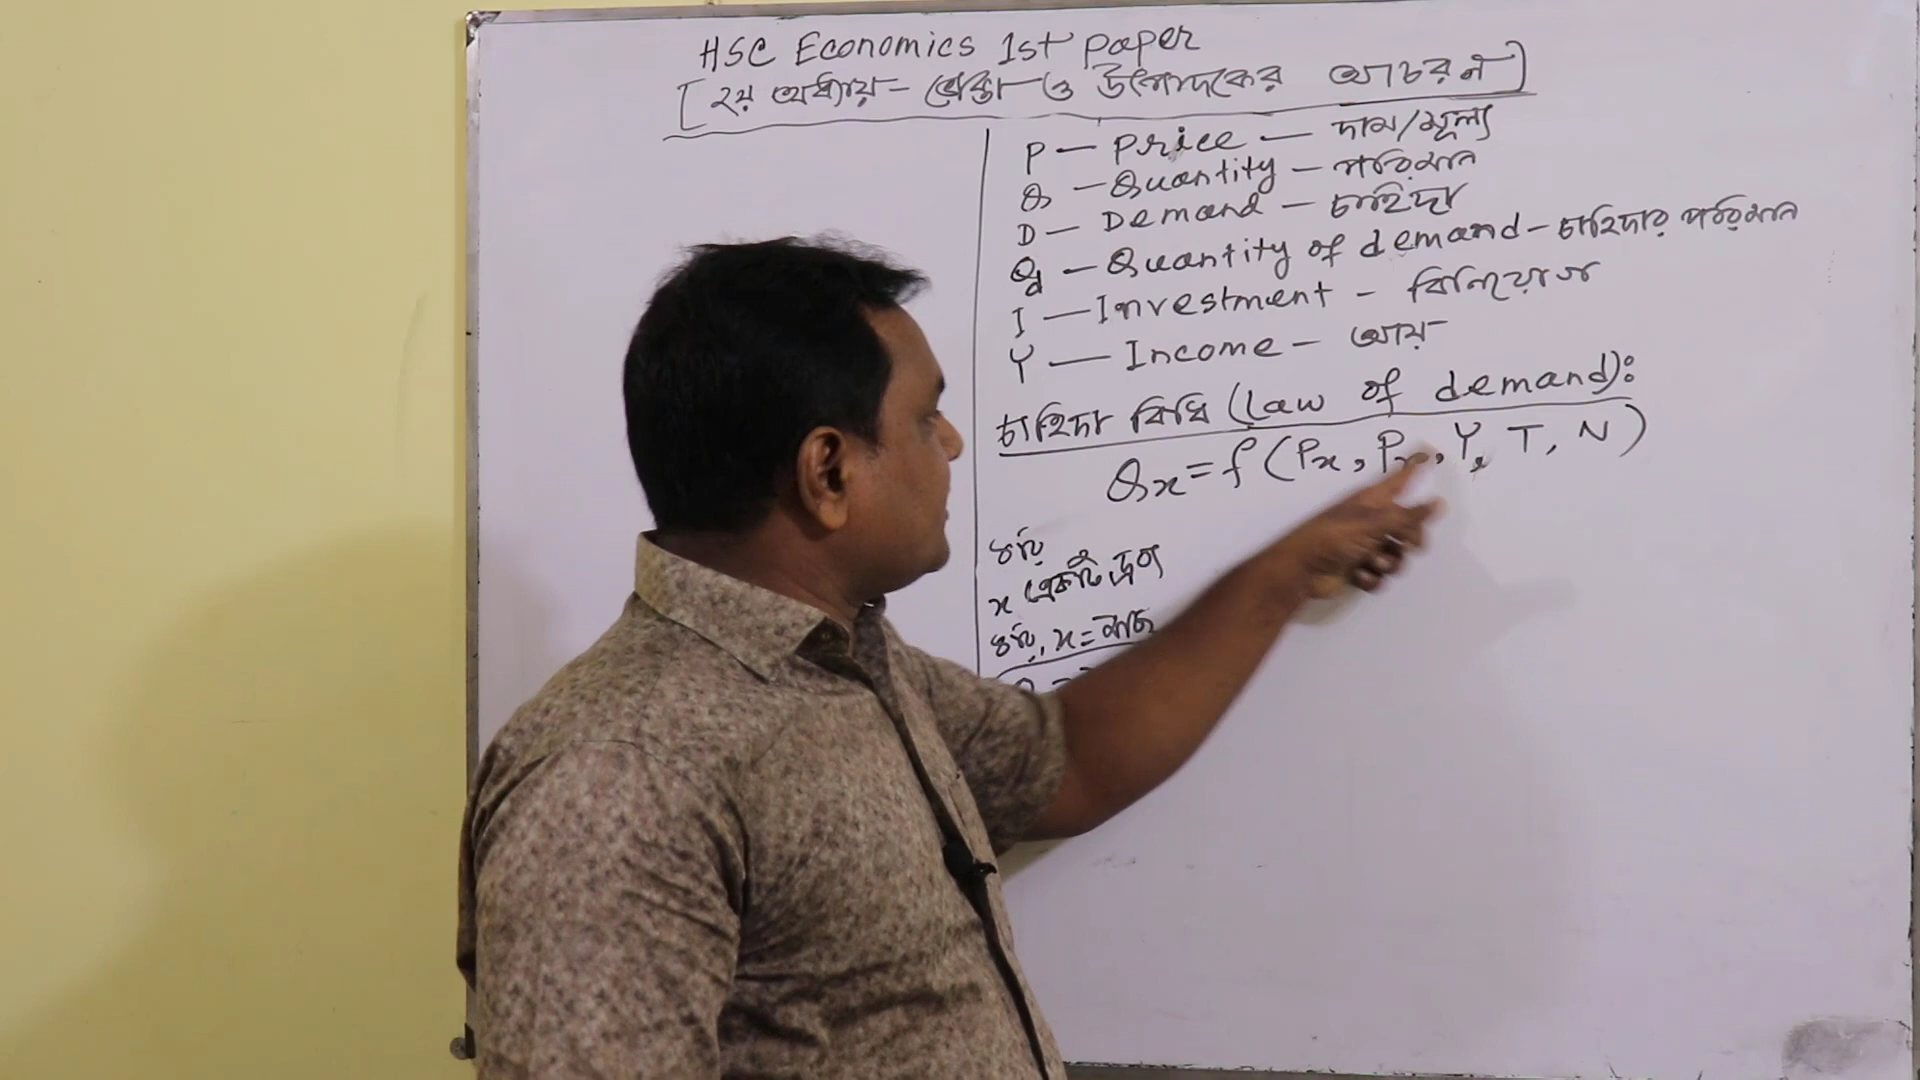 HSC Economics 1st paper
[২য় অধ্যায় - ভোক্তা ও উৎপাদকের আচরন]
P — Price — দাম/মূল্য
Q — Quantity — পরিমান
D — Demand — চাহিদা
Qd — Quantity of demand - চাহিদার পরিমান
I — Investment - বিনিয়োগ
Y — Income - আয়
চাহিদা বিধি (Law of demand):
Qx = f (Px, P , Y, T, N)
ধরি
x একটি দ্রব্য
ধরি, x = মাছ